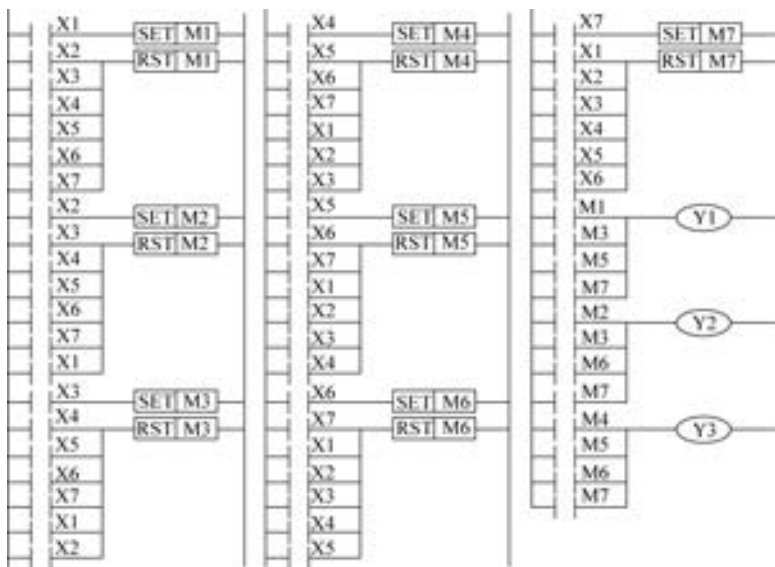 X1 SET M1
X2 RST M1
X3
X4
X5
X6
X7
X2 SET M2
X3 RST M2
X4
X5
X6
X7
X1
X3 SET M3
X4 RST M3
X5
X6
X7
X1
X2
X4 SET M4
X5 RST M4
X6
X7
X1
X2
X3
X5 SET M5
X6 RST M5
X7
X1
X2
X3
X4
X6 SET M6
X7 RST M6
X1
X2
X3
X4
X5
X7 SET M7
X1 RST M7
X2
X3
X4
X5
X6
M1 Y1
M3
M5
M7
M2 Y2
M3
M6
M7
M4 Y3
M5
M6
M7